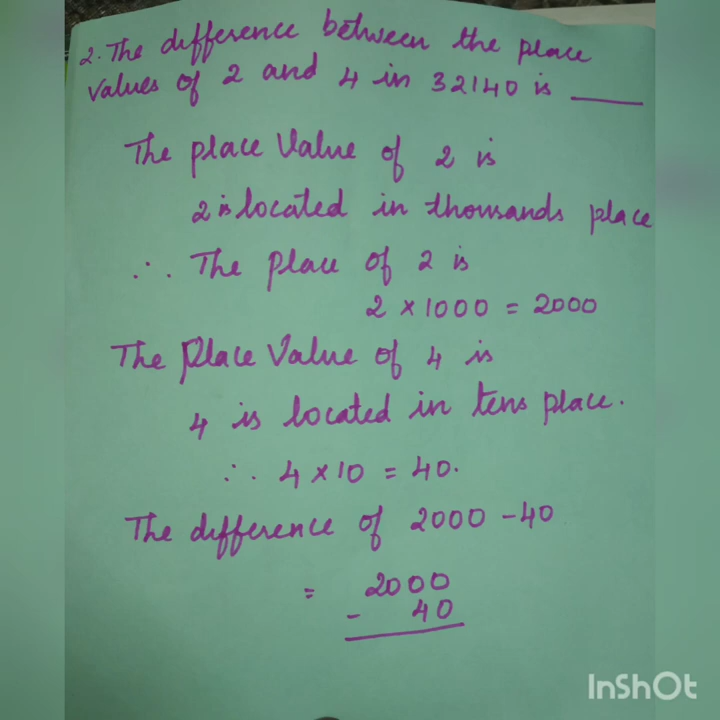 2. The difference between the place
values of 2 and 4 in 32140 is ____
The place Value of 2 is
2 is located in thousands place
∴ The place of 2 is
2 × 1000 = 2000
The Place Value of 4 is
4 is located in tens place.
∴ 4 × 10 = 40.
The difference of 2000 - 40
= 2000
- 40
InShOt